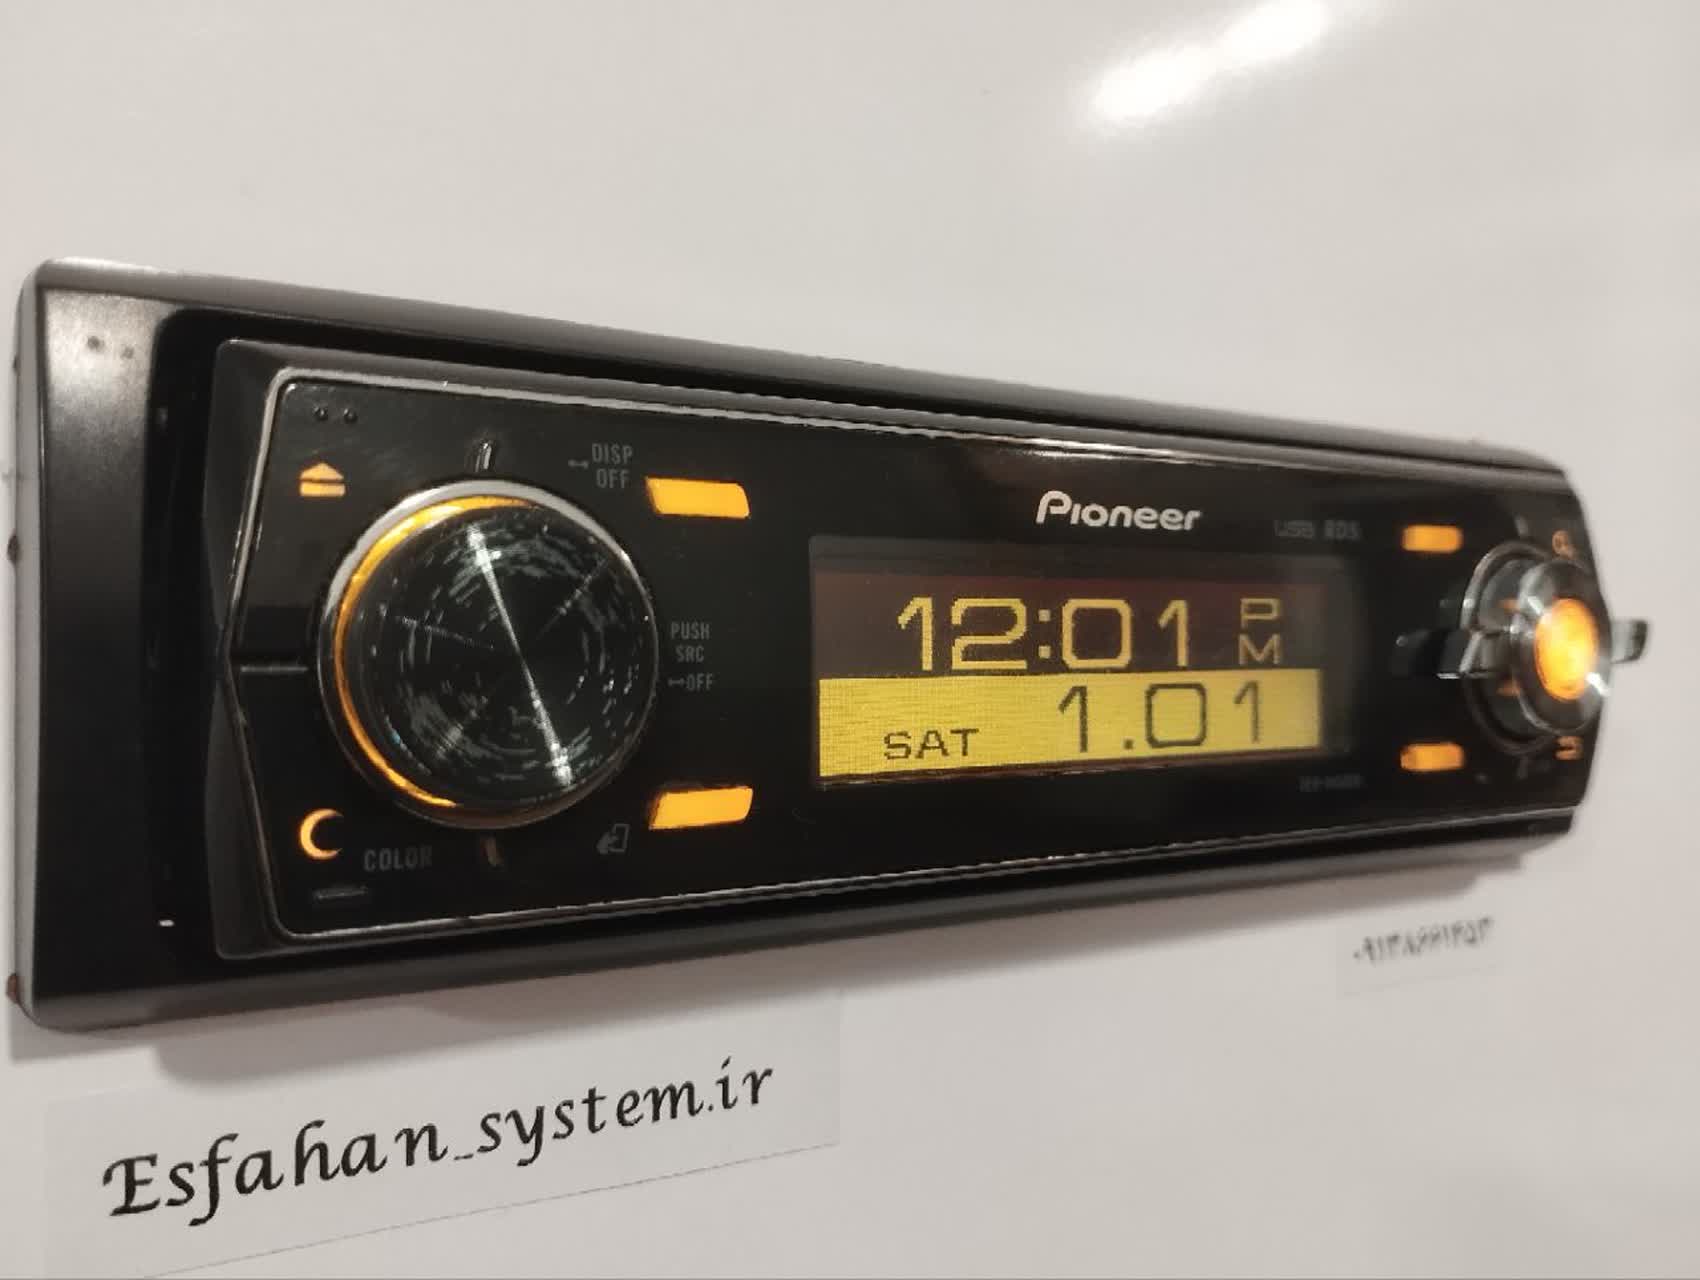 DISP
OFF
Pioneer
USB RDS
PUSH
SRC
OFF
12:01 PM
SAT 1.01
COLOR
Esfahan_system.ir